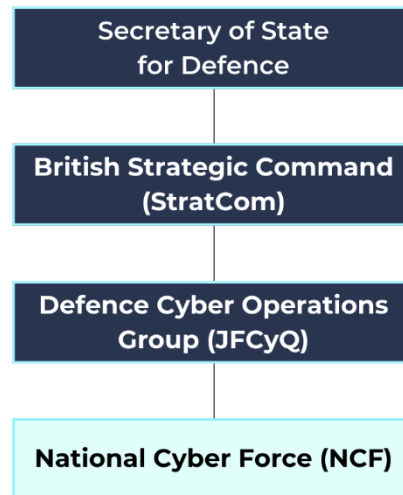 Secretary of State
for Defence
British Strategic Command
(StratCom)
Defence Cyber Operations
Group (JFCyQ)
National Cyber Force (NCF)